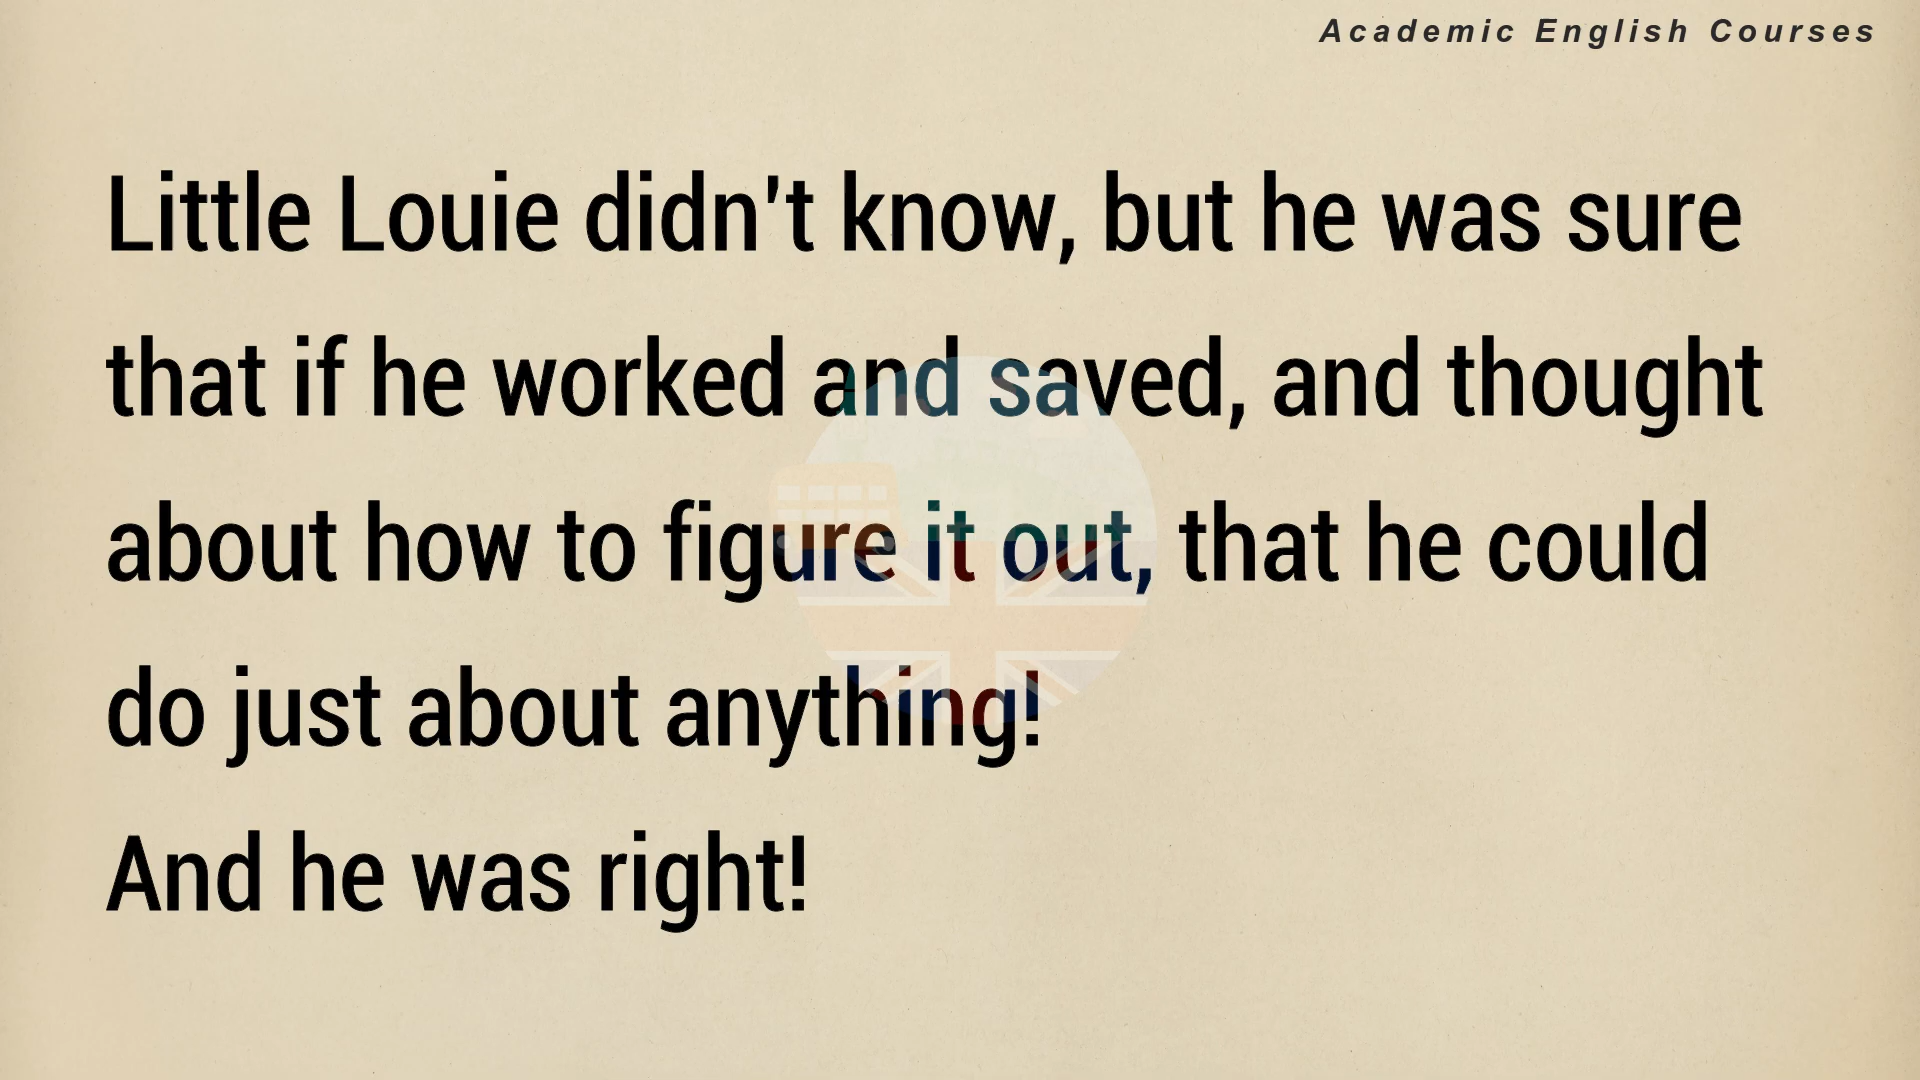 Academic English Courses
Little Louie didn't know, but he was sure
that if he worked and saved, and thought
about how to figure it out, that he could
do just about anything!
And he was right!